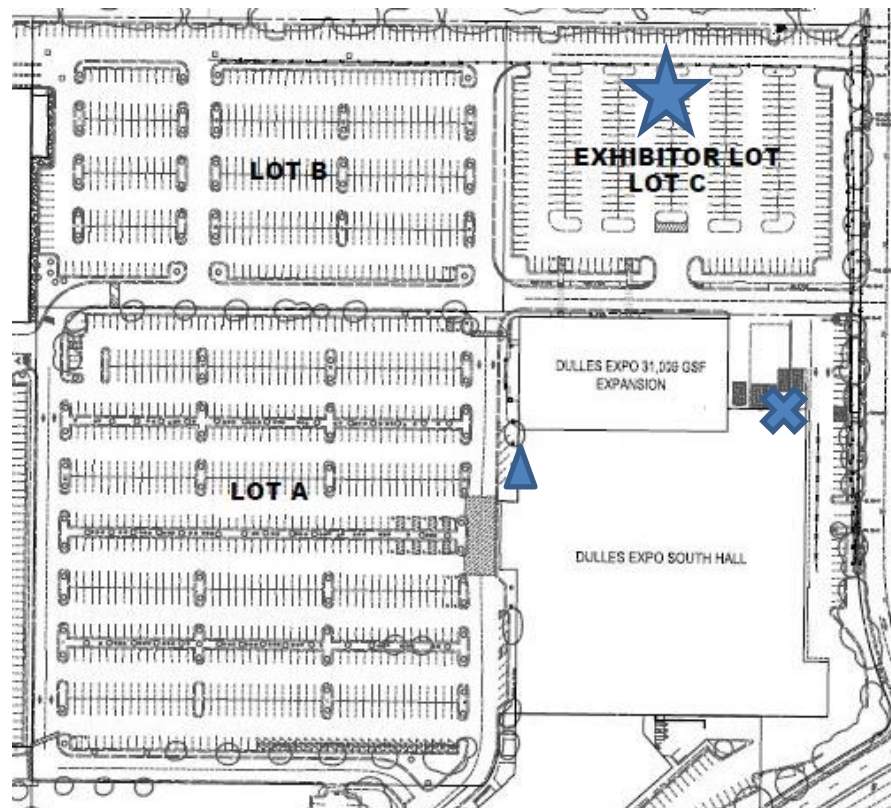 LOT B
EXHIBITOR LOT
LOT C
DULLES EXPO 31,000 GSF
EXPANSION
LOT A
DULLES EXPO SOUTH HALL